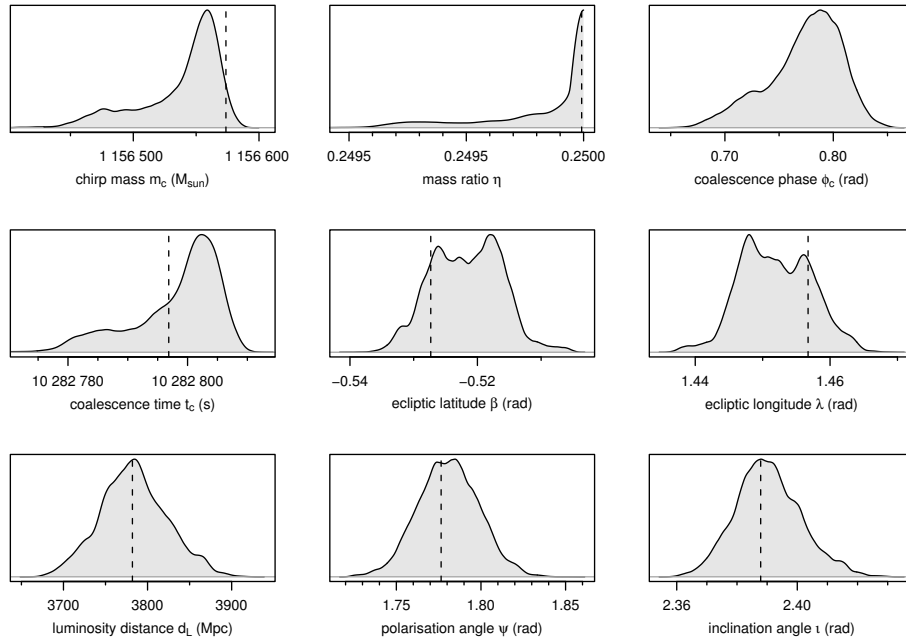 1 156 500 1 156 600
chirp mass m_c (M_sun)
0.2495 0.2495 0.2500
mass ratio η
0.70 0.80
coalescence phase ϕ_c (rad)
10 282 780 10 282 800
coalescence time t_c (s)
−0.54 −0.52
ecliptic latitude β (rad)
1.44 1.46
ecliptic longitude λ (rad)
3700 3800 3900
luminosity distance d_L (Mpc)
1.75 1.80 1.85
polarisation angle ψ (rad)
2.36 2.40
inclination angle ι (rad)